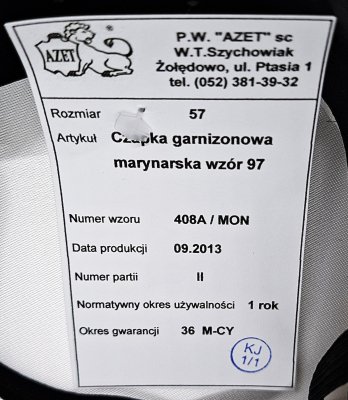 AZET
P.W. "AZET" sc
W.T.Szychowiak
Żołędowo, ul. Ptasia 1
tel. (052) 381-39-32
Rozmiar 57
Artykuł Czapka garnizonowa
marynarska wzór 97
Numer wzoru 408A / MON
Data produkcji 09.2013
Numer partii II
Normatywny okres używalności 1 rok
Okres gwarancji 36 M-CY
KJ
1/1